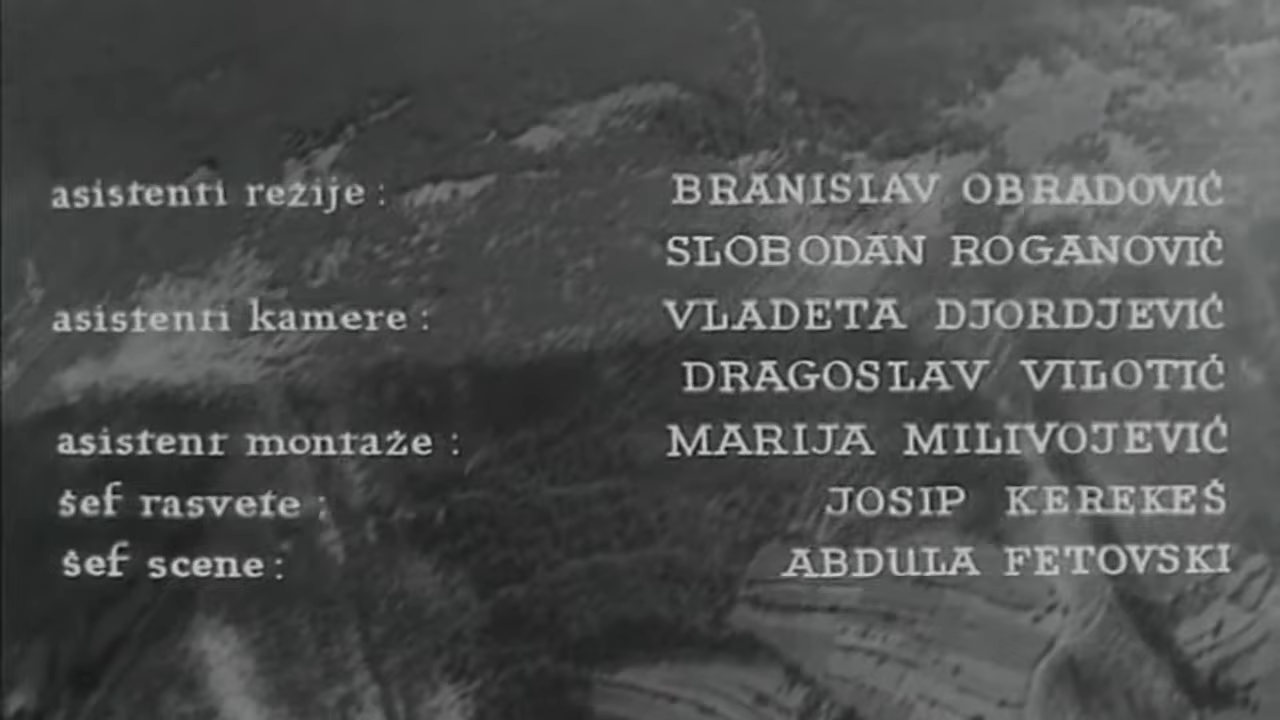 asistenti režije : BRANISLAV OBRADOVIĆ
SLOBODAN ROGANOVIĆ
asistenti kamere : VLADETA DJORDJEVIĆ
DRAGOSLAV VILOTIĆ
asistent montaže : MARIJA MILIVOJEVIĆ
šef rasvete : JOSIP KEREKEŠ
šef scene : ABDULA FETOVSKI